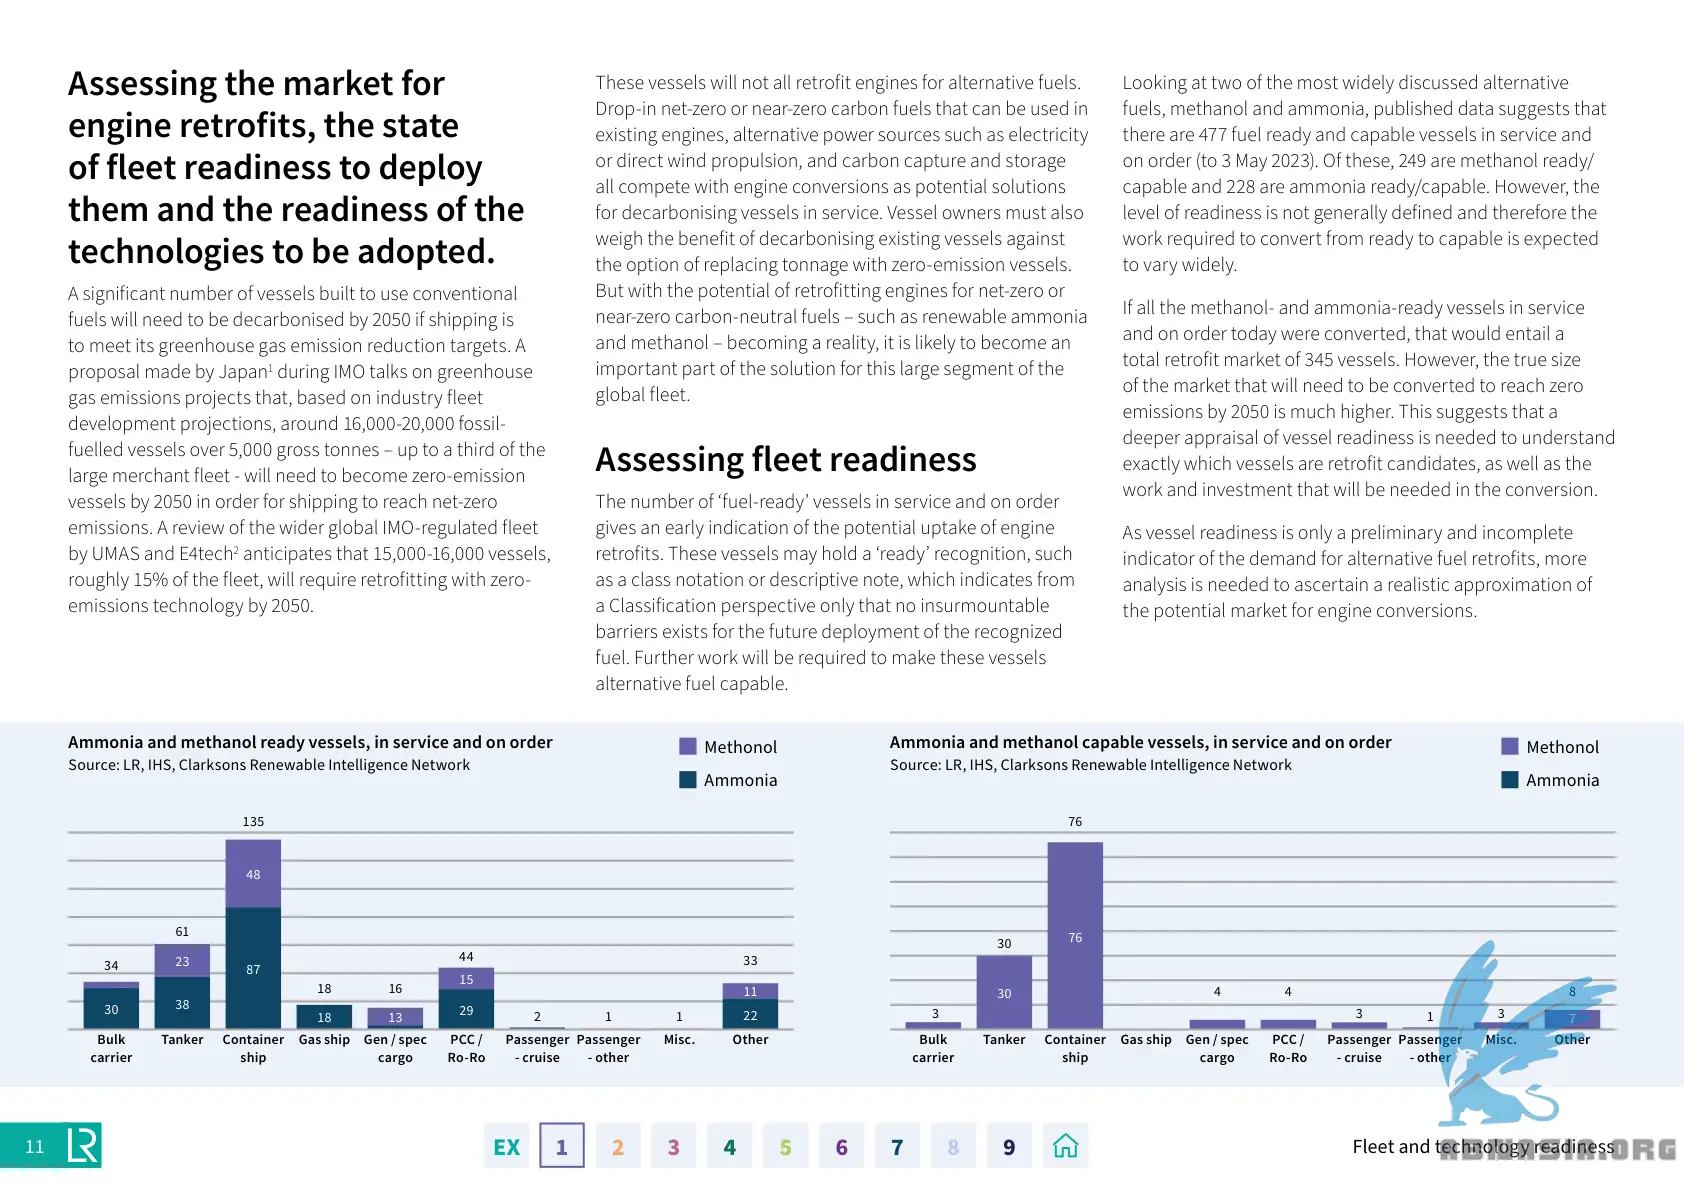 Assessing the market for
engine retrofits, the state
of fleet readiness to deploy
them and the readiness of the
technologies to be adopted.
A significant number of vessels built to use conventional
fuels will need to be decarbonised by 2050 if shipping is
to meet its greenhouse gas emission reduction targets. A
proposal made by Japan¹ during IMO talks on greenhouse
gas emissions projects that, based on industry fleet
development projections, around 16,000-20,000 fossil-
fuelled vessels over 5,000 gross tonnes – up to a third of the
large merchant fleet - will need to become zero-emission
vessels by 2050 in order for shipping to reach net-zero
emissions. A review of the wider global IMO-regulated fleet
by UMAS and E4tech² anticipates that 15,000-16,000 vessels,
roughly 15% of the fleet, will require retrofitting with zero-
emissions technology by 2050.
These vessels will not all retrofit engines for alternative fuels.
Drop-in net-zero or near-zero carbon fuels that can be used in
existing engines, alternative power sources such as electricity
or direct wind propulsion, and carbon capture and storage
all compete with engine conversions as potential solutions
for decarbonising vessels in service. Vessel owners must also
weigh the benefit of decarbonising existing vessels against
the option of replacing tonnage with zero-emission vessels.
But with the potential of retrofitting engines for net-zero or
near-zero carbon-neutral fuels – such as renewable ammonia
and methanol – becoming a reality, it is likely to become an
important part of the solution for this large segment of the
global fleet.
Assessing fleet readiness
The number of ‘fuel-ready’ vessels in service and on order
gives an early indication of the potential uptake of engine
retrofits. These vessels may hold a ‘ready’ recognition, such
as a class notation or descriptive note, which indicates from
a Classification perspective only that no insurmountable
barriers exists for the future deployment of the recognized
fuel. Further work will be required to make these vessels
alternative fuel capable.
Looking at two of the most widely discussed alternative
fuels, methanol and ammonia, published data suggests that
there are 477 fuel ready and capable vessels in service and
on order (to 3 May 2023). Of these, 249 are methanol ready/
capable and 228 are ammonia ready/capable. However, the
level of readiness is not generally defined and therefore the
work required to convert from ready to capable is expected
to vary widely.
If all the methanol- and ammonia-ready vessels in service
and on order today were converted, that would entail a
total retrofit market of 345 vessels. However, the true size
of the market that will need to be converted to reach zero
emissions by 2050 is much higher. This suggests that a
deeper appraisal of vessel readiness is needed to understand
exactly which vessels are retrofit candidates, as well as the
work and investment that will be needed in the conversion.
As vessel readiness is only a preliminary and incomplete
indicator of the demand for alternative fuel retrofits, more
analysis is needed to ascertain a realistic approximation of
the potential market for engine conversions.
Ammonia and methanol ready vessels, in service and on order
Source: LR, IHS, Clarksons Renewable Intelligence Network
Methonol
Ammonia
135
48
61
34
23
87
30
38
18
18
16
13
44
15
29
2
1
1
33
11
22
Bulk carrier
Tanker
Container ship
Gas ship
Gen / spec cargo
PCC / Ro-Ro
Passenger - cruise
Passenger - other
Misc.
Other
Ammonia and methanol capable vessels, in service and on order
Source: LR, IHS, Clarksons Renewable Intelligence Network
Methonol
Ammonia
76
76
30
30
3
4
4
3
1
3
8
7
Bulk carrier
Tanker
Container ship
Gas ship
Gen / spec cargo
PCC / Ro-Ro
Passenger - cruise
Passenger - other
Misc.
Other
11
LR
EX 1 2 3 4 5 6 7 8 9
Fleet and technology readiness